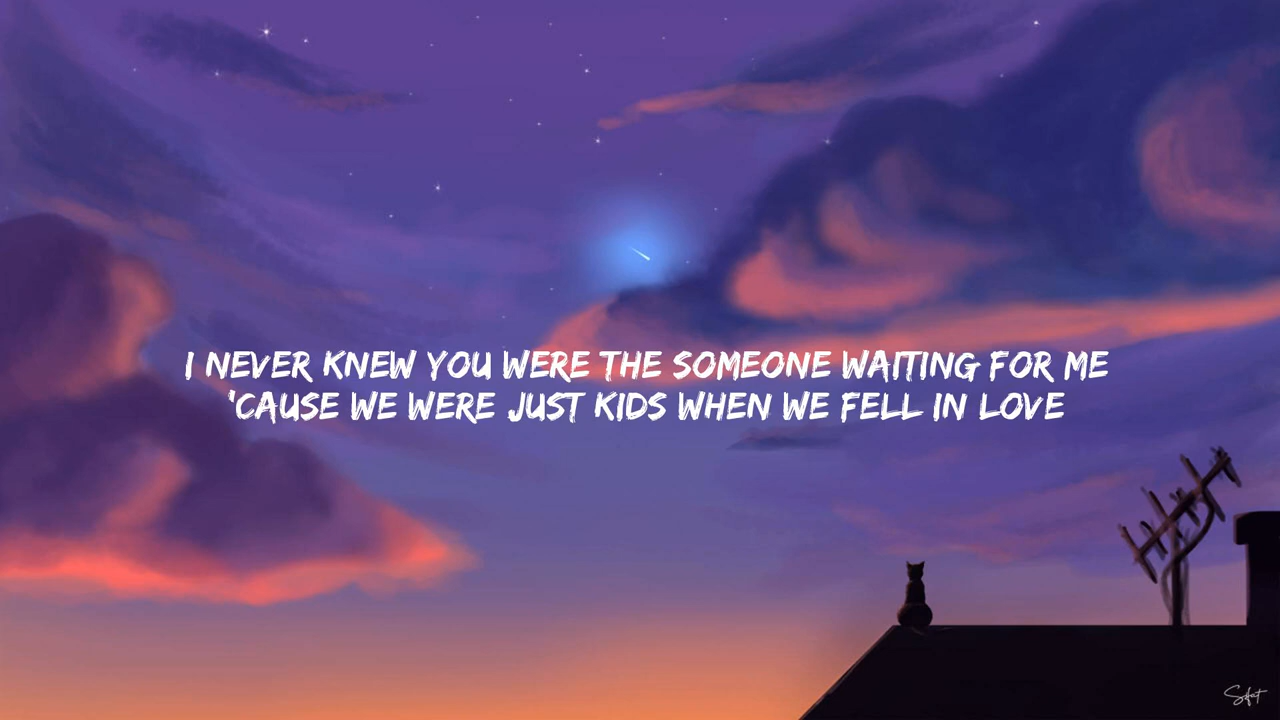 I NEVER KNEW YOU WERE THE SOMEONE WAITING FOR ME
'CAUSE WE WERE JUST KIDS WHEN WE FELL IN LOVE